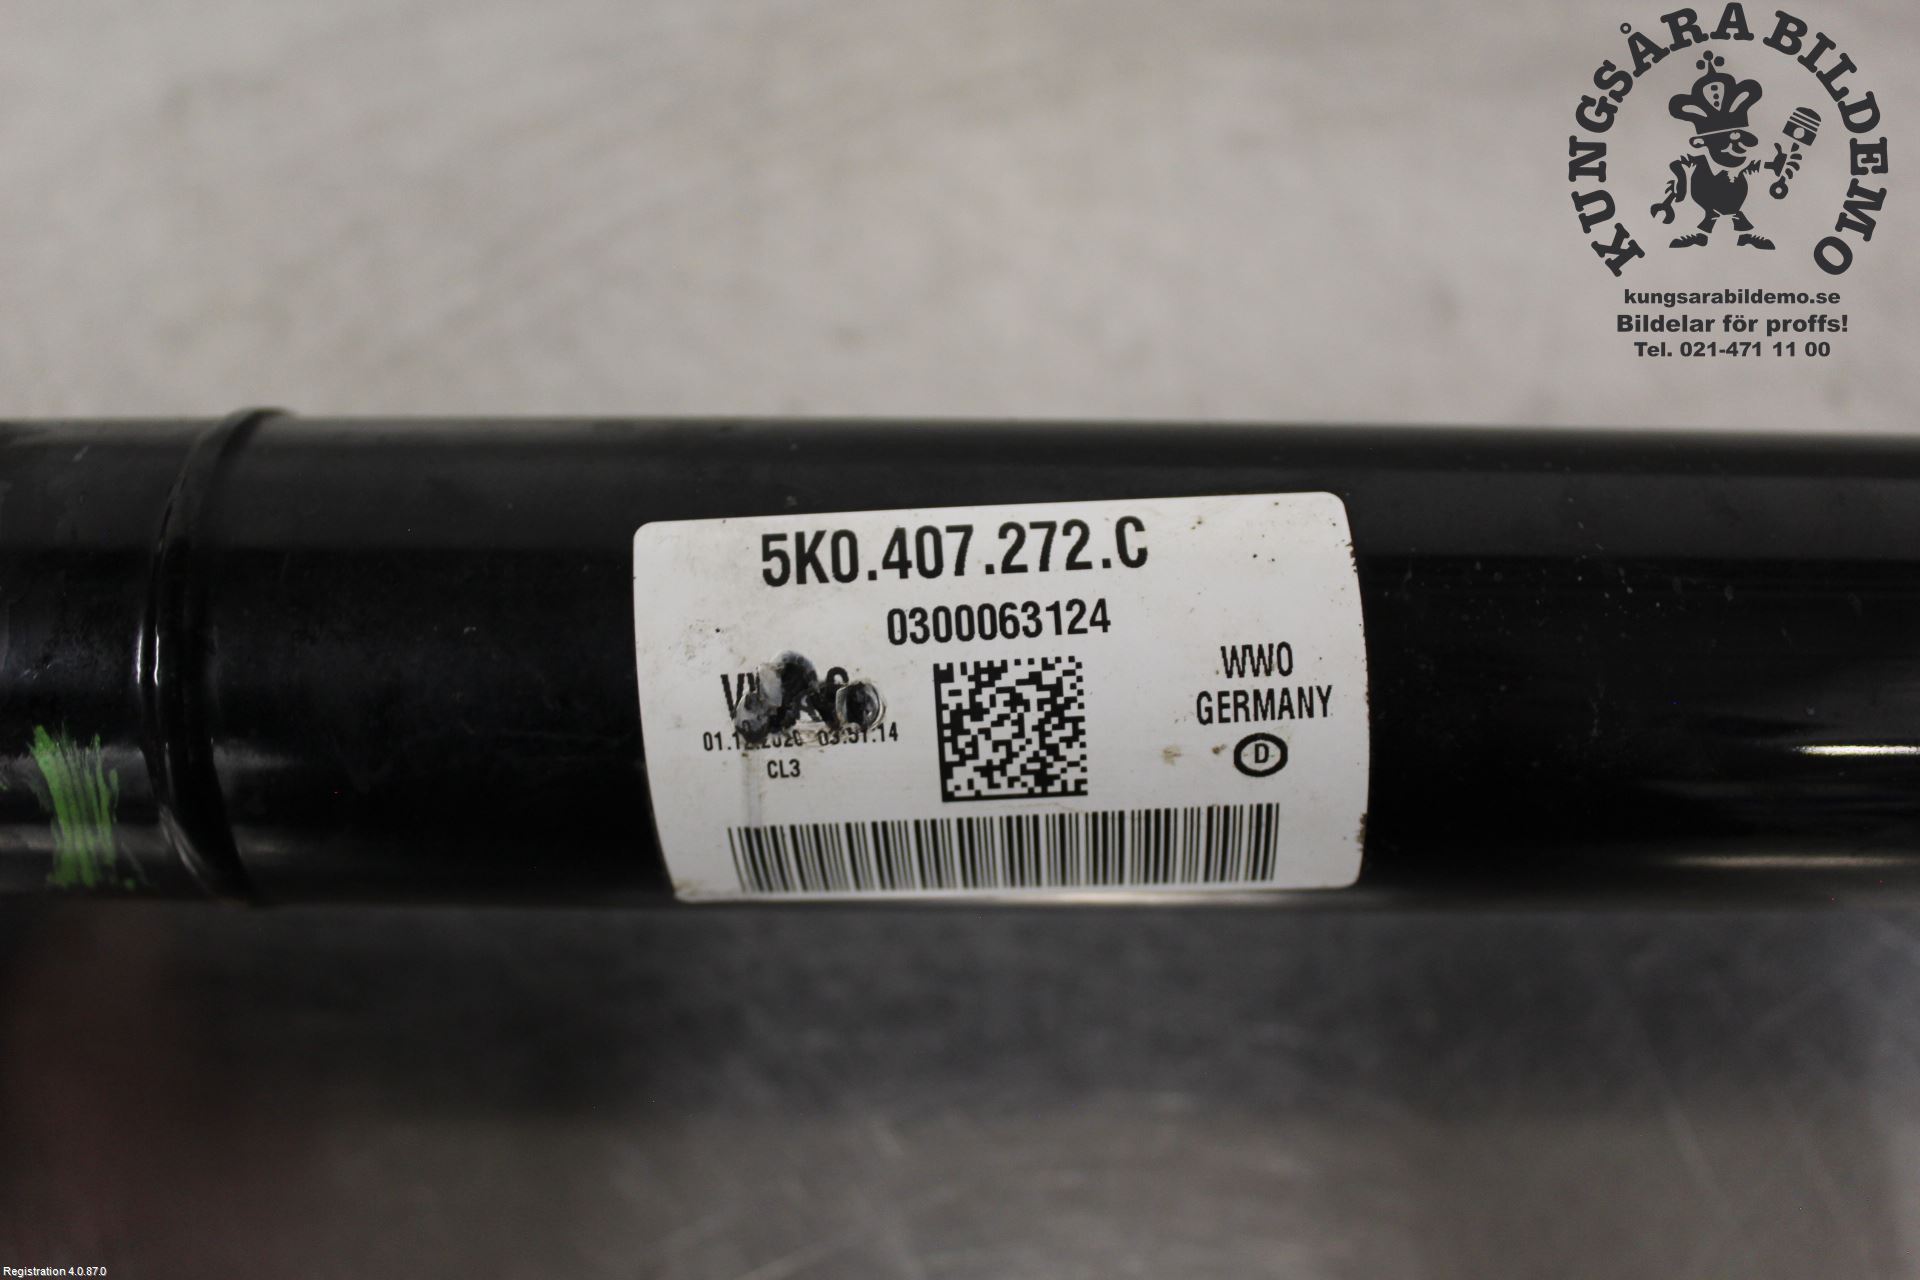 KUNGSÅRA BILDEMO
kungsarabildemo.se
Bildelar för proffs!
Tel. 021-471 11 00
5K0.407.272.C
0300063124
WWO
GERMANY
D
CL3
Registration 4.0.87.0